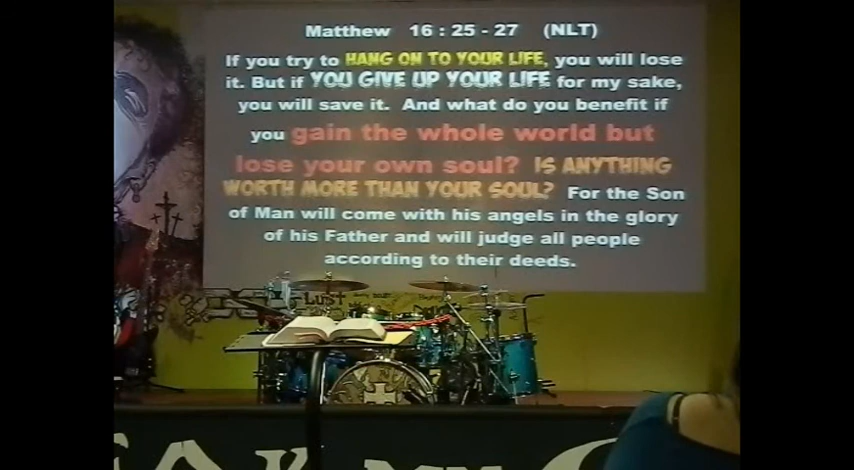 Matthew 16 : 25 - 27 (NLT)
If you try to HANG ON TO YOUR LIFE, you will lose
it. But if YOU GIVE UP YOUR LIFE for my sake,
you will save it. And what do you benefit if
you gain the whole world but
lose your own soul? IS ANYTHING
WORTH MORE THAN YOUR SOUL? For the Son
of Man will come with his angels in the glory
of his Father and will judge all people
according to their deeds.
Lust